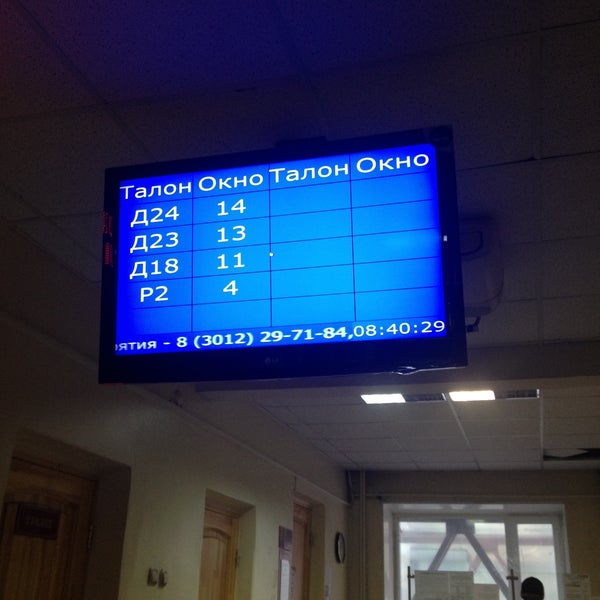 Талон Окно Талон Окно
Д24 14
Д23 13
Д18 11
Р2 4
ятия - 8 (3012) 29-71-84, 08:40:29
LG